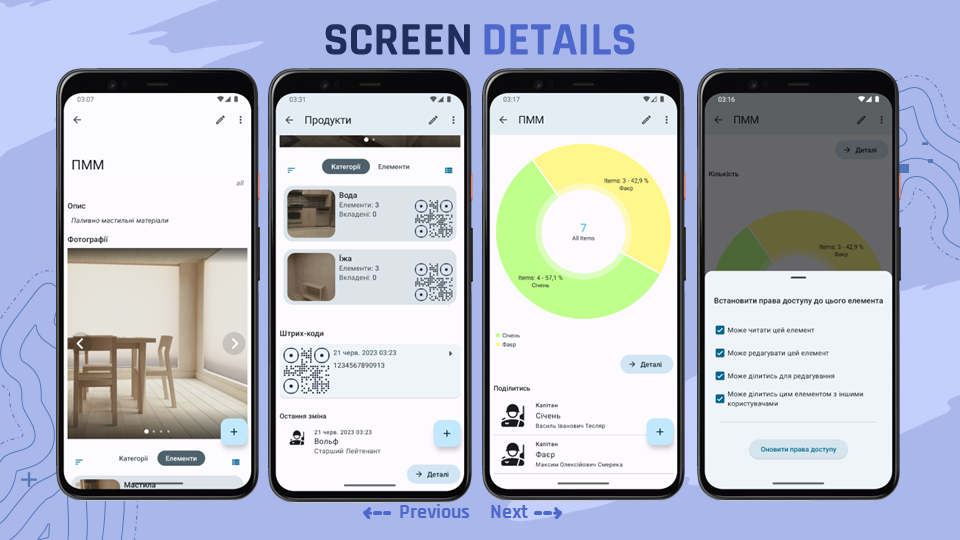 SCREEN DETAILS
03:07
ПММ
all
Опис
Паливно-мастильні матеріали
Фотографії
Категорії
Елементи
Мастила
03:31
Продукти
Категорії
Елементи
Вода
Елементи: 3
Вкладені: 0
Їжа
Елементи: 3
Вкладені: 0
Штрих-коди
21 черв. 2023 03:23
1234567890913
Остання зміна
21 черв. 2023 03:23
Вольф
Старший Лейтенант
Деталі
03:17
ПММ
Items: 3 - 42,9 %
Фаєр
7
All Items
Items: 4 - 57,1 %
Січень
Січень
Фаєр
Деталі
Поділитись
Капітан
Січень
Василь Іванович Тесляр
Капітан
Фаєр
Максим Олексійович Смерека
03:16
ПММ
Деталі
Кількість
Items: 3 - 42,9 %
Фаєр
Встановити права доступу до цього елемента
Може читати цей елемент
Може редагувати цей елемент
Може ділитись для редагування
Може ділитись цим елементом з іншими
користувачами
Оновити права доступу
Previous
Next